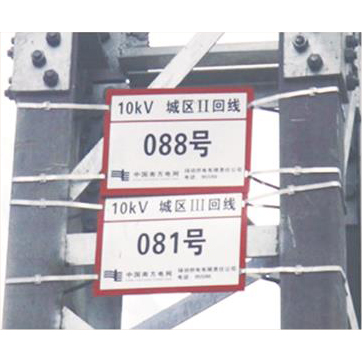 10kV 城区II回线
088号
中国南方电网
10kV 城区III回线
081号
中国南方电网